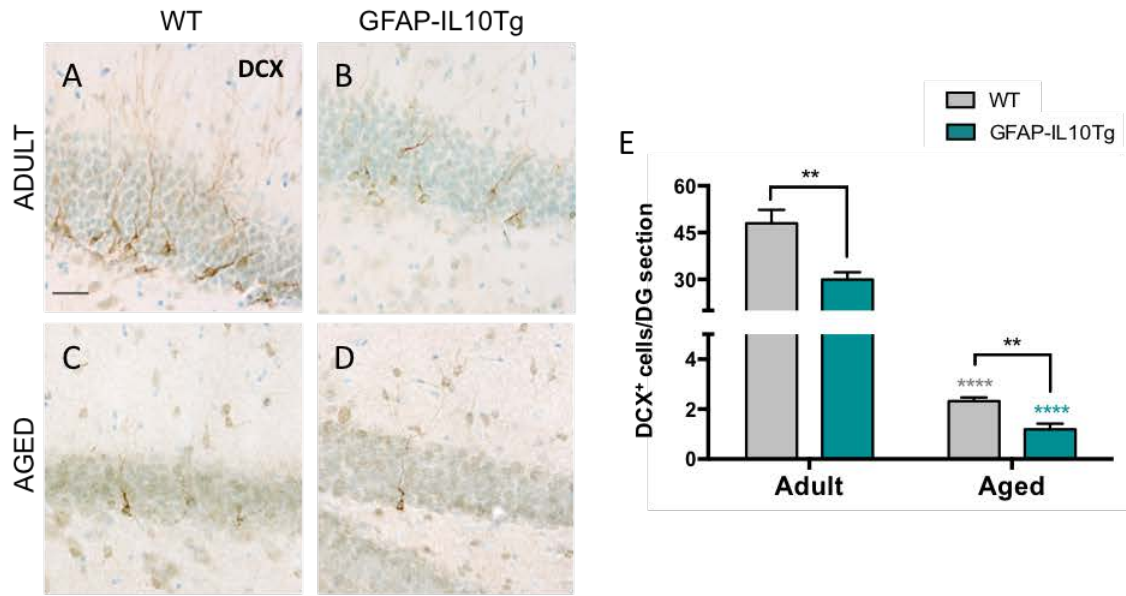 WT
GFAP-IL10Tg
ADULT
AGED
A
DCX
B
C
D
E
WT
GFAP-IL10Tg
DCX⁺ cells/DG section
60
45
30
4
2
0
**
**
****
****
Adult
Aged